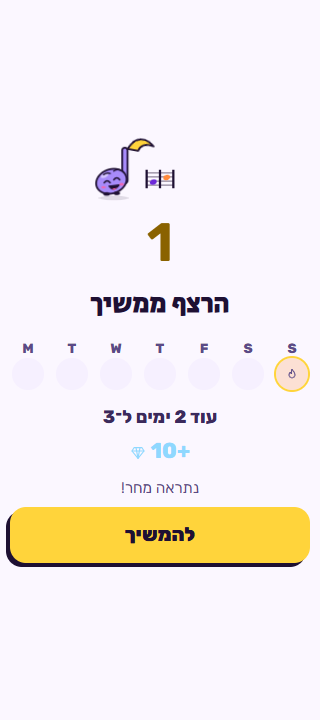 1
הרצף ממשיך
M T W T F S S
עוד 2 ימים ל־3
+10
נתראה מחר!
להמשיך